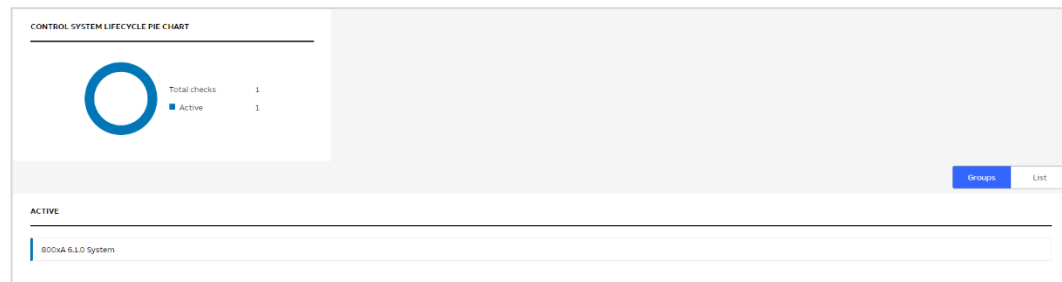 CONTROL SYSTEM LIFECYCLE PIE CHART
Total checks 1
Active 1
Groups List
ACTIVE
800xA 6.1.0 System